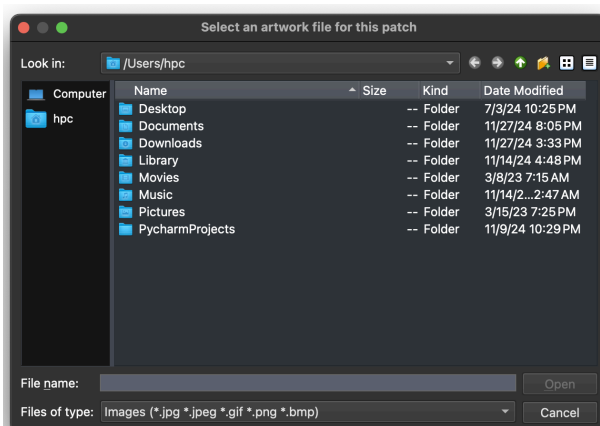 Select an artwork file for this patch
Look in: /Users/hpc
Computer
hpc
Name Size Kind Date Modified
Desktop -- Folder 7/3/24 10:25 PM
Documents -- Folder 11/27/24 8:05 PM
Downloads -- Folder 11/27/24 3:33 PM
Library -- Folder 11/14/24 4:48 PM
Movies -- Folder 3/8/23 7:15 AM
Music -- Folder 11/14/2...2:47 AM
Pictures -- Folder 3/15/23 7:25 PM
PycharmProjects -- Folder 11/9/24 10:29 PM
File name: Open
Files of type: Images (*.jpg *.jpeg *.gif *.png *.bmp) Cancel